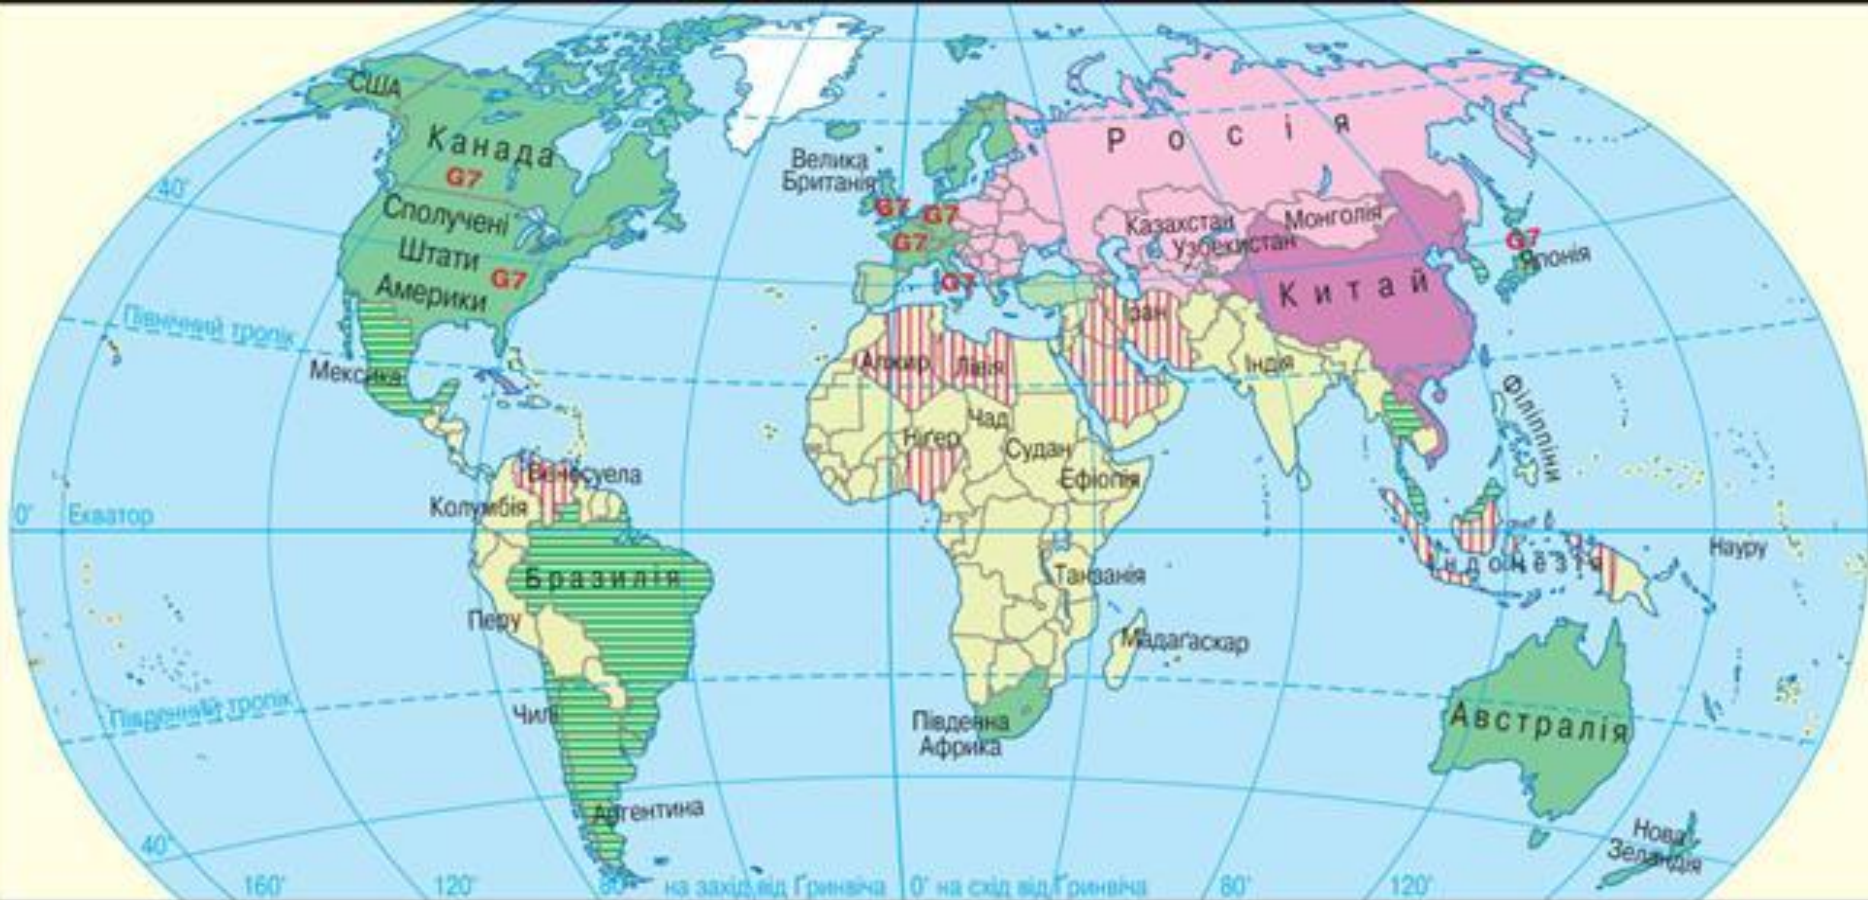 США
Канада
G7
Сполучені
Штати
Америки
G7
Велика
Британія
G7
G7
G7
G7
Росія
Казахстан
Узбекистан
Монголія
Китай
G7
Японія
40°
Північний тропік
Мексика
Алжир
Лівія
Іран
Індія
Чад
Нігер
Судан
Ефіопія
Філіппіни
Венесуела
Колумбія
0°
Екватор
Бразилія
Перу
Танзанія
Мадагаскар
Індонезія
Науру
Південний тропік
Чилі
Південна
Африка
Австралія
Аргентина
Нова
Зеландія
40°
160°
120°
80°
на захід від Ґринвіча
0°
на схід від Ґринвіча
80°
120°